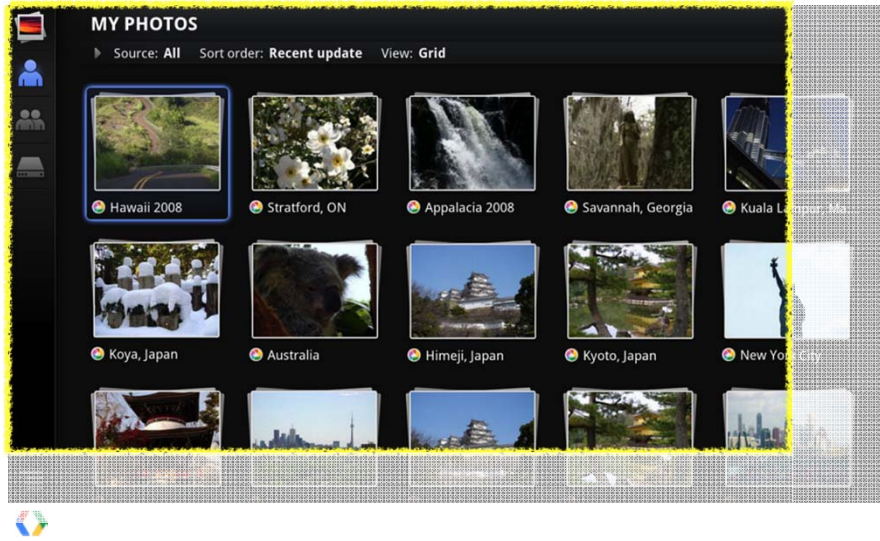 MY PHOTOS
Source: All Sort order: Recent update View: Grid
Hawaii 2008 Stratford, ON Appalacia 2008 Savannah, Georgia Kuala
Koya, Japan Australia Himeji, Japan Kyoto, Japan New York City